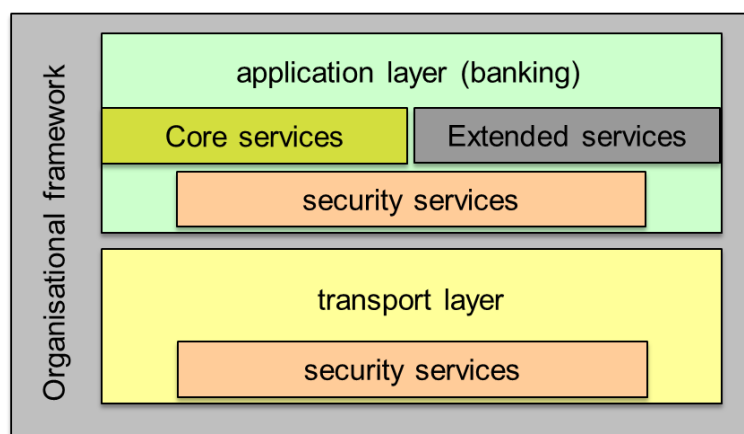 Organisational framework
application layer (banking)
Core services
Extended services
security services
transport layer
security services